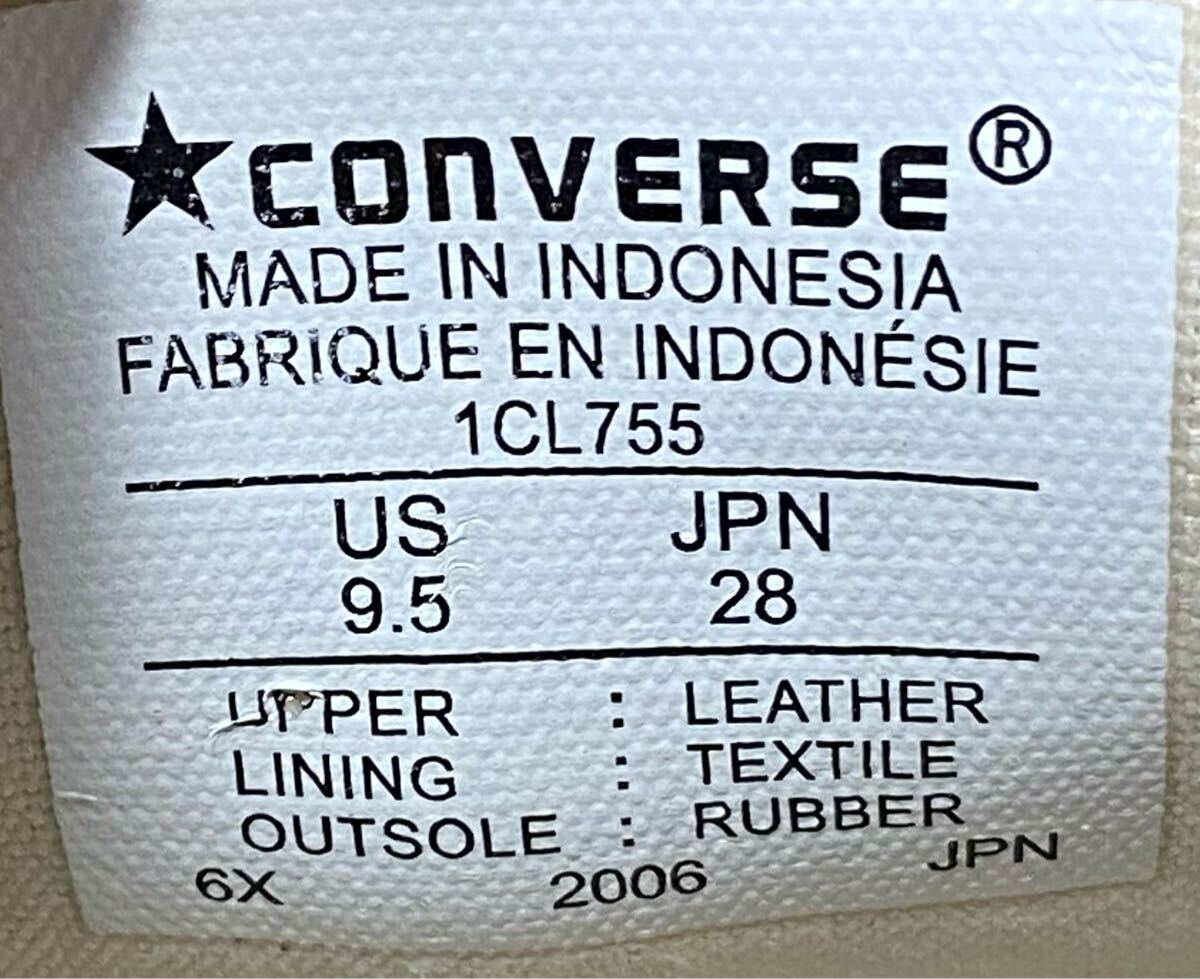 ★CONVERSE®
MADE IN INDONESIA
FABRIQUE EN INDONÉSIE
1CL755
US JPN
9.5 28
UPPER : LEATHER
LINING : TEXTILE
OUTSOLE : RUBBER
6X 2006 JPN